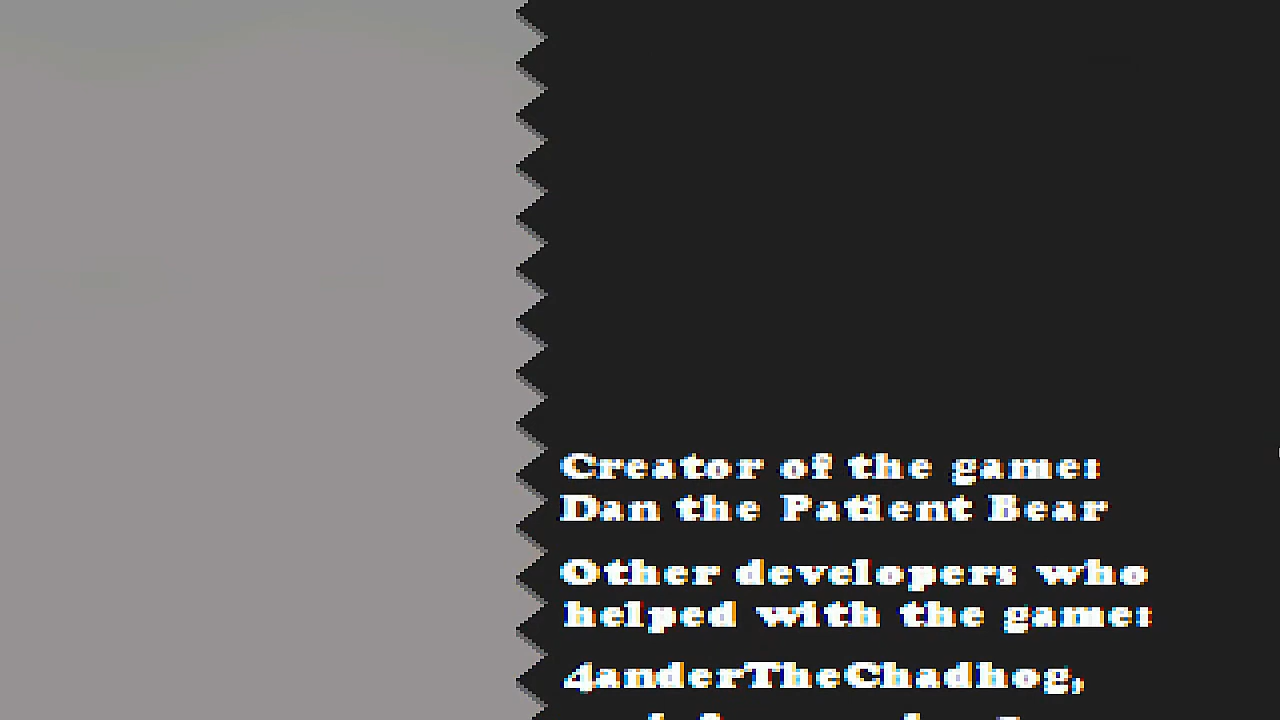 Creator of the game:
Dan the Patient Bear
Other developers who
helped with the game:
4anderTheChadhog,